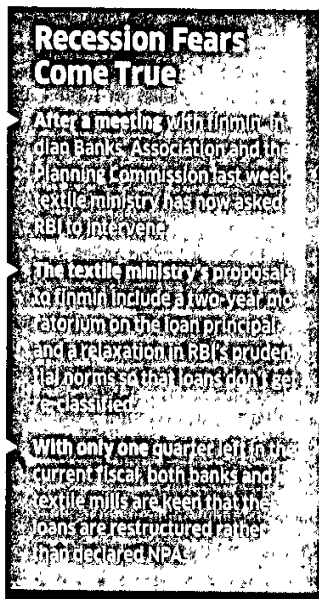 Recession Fears
Come True
After a meeting with finmin, In-
dian Banks' Association and the
Planning Commission last week,
textile ministry has now asked
RBI to intervene
The textile ministry's proposals
to finmin include a two-year mo-
ratorium on the loan principal
and a relaxation in RBI's pruden-
tial norms so that loans don't get
re-classified
With only one quarter left in the
current fiscal, both banks and
textile mills are keen that the
loans are restructured rather
than declared NPAs